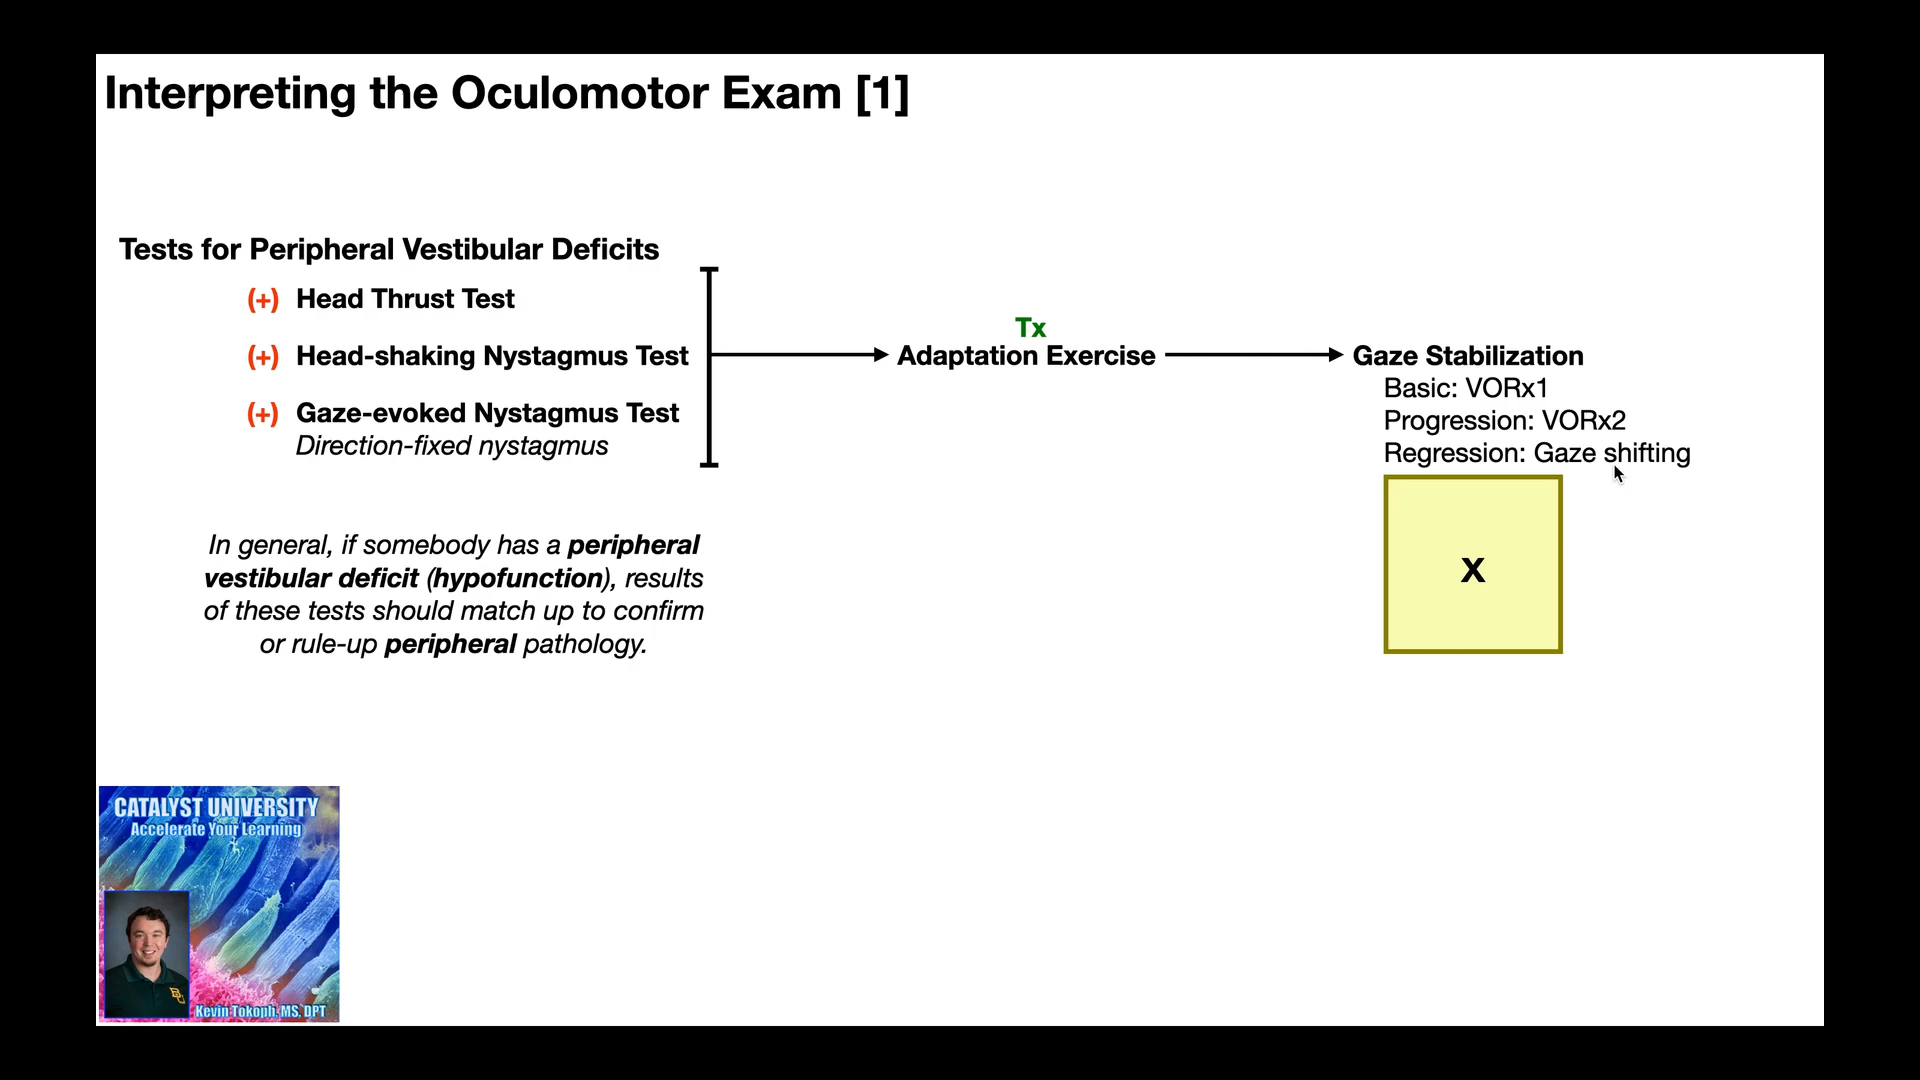 Interpreting the Oculomotor Exam [1]
Tests for Peripheral Vestibular Deficits
(+) Head Thrust Test
(+) Head-shaking Nystagmus Test
(+) Gaze-evoked Nystagmus Test
Direction-fixed nystagmus
In general, if somebody has a peripheral
vestibular deficit (hypofunction), results
of these tests should match up to confirm
or rule-up peripheral pathology.
Tx
Adaptation Exercise
Gaze Stabilization
Basic: VORx1
Progression: VORx2
Regression: Gaze shifting
X
CATALYST UNIVERSITY
Accelerate Your Learning
Kevin Tokoph, MS, DPT